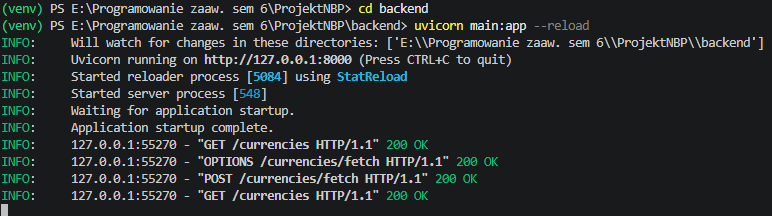 (venv) PS E:\Programowanie zaaw. sem 6\ProjektNBP> cd backend
(venv) PS E:\Programowanie zaaw. sem 6\ProjektNBP\backend> uvicorn main:app --reload
INFO:     Will watch for changes in these directories: ['E:\\Programowanie zaaw. sem 6\\ProjektNBP\\backend']
INFO:     Uvicorn running on http://127.0.0.1:8000 (Press CTRL+C to quit)
INFO:     Started reloader process [5084] using StatReload
INFO:     Started server process [548]
INFO:     Waiting for application startup.
INFO:     Application startup complete.
INFO:     127.0.0.1:55270 - "GET /currencies HTTP/1.1" 200 OK
INFO:     127.0.0.1:55270 - "OPTIONS /currencies/fetch HTTP/1.1" 200 OK
INFO:     127.0.0.1:55270 - "POST /currencies/fetch HTTP/1.1" 200 OK
INFO:     127.0.0.1:55270 - "GET /currencies HTTP/1.1" 200 OK